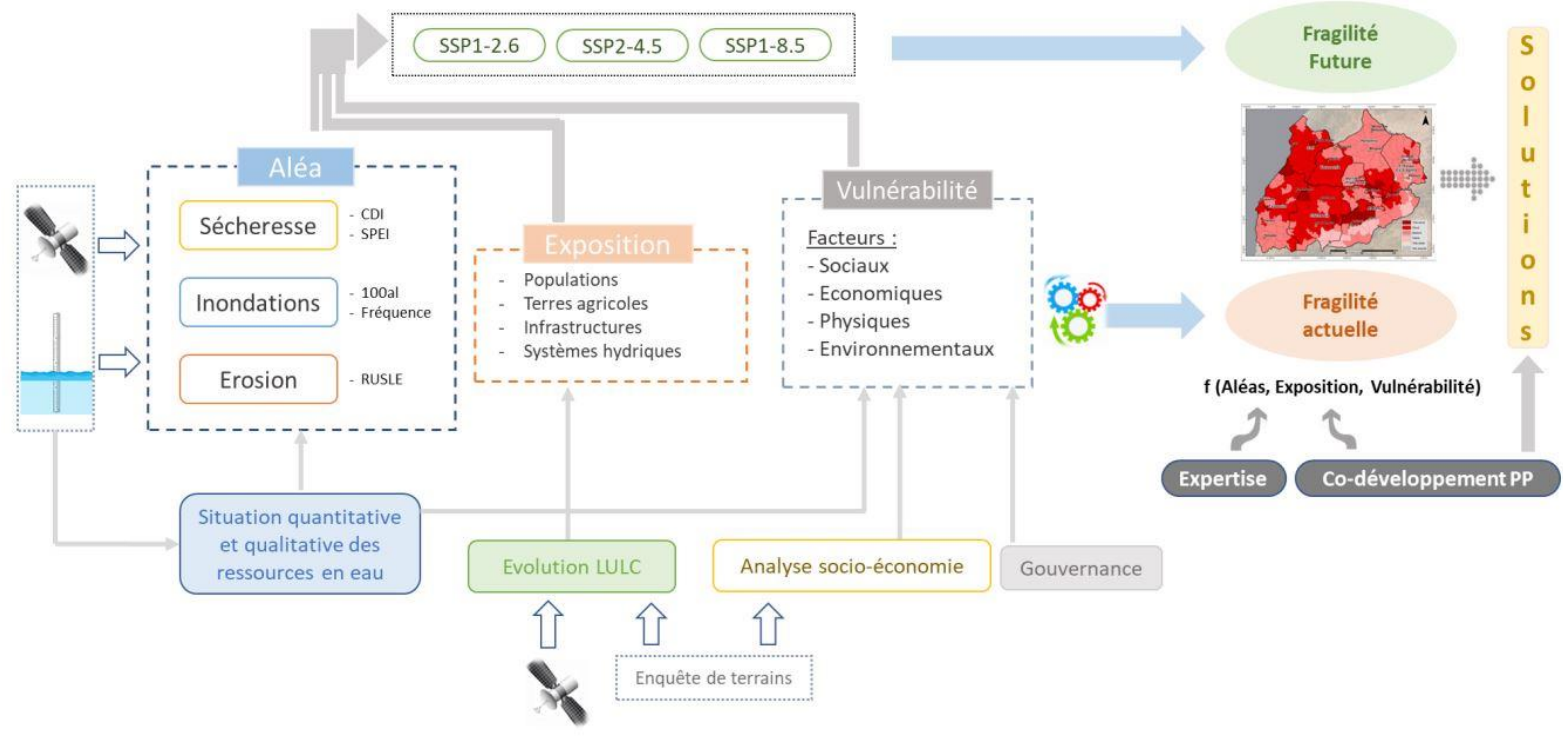 SSP1-2.6
SSP2-4.5
SSP1-8.5
Fragilité
Future
Solutions
Aléa
Sécheresse
- CDI
- SPEI
Inondations
- 100al
- Fréquence
Erosion
- RUSLE
Exposition
- Populations
- Terres agricoles
- Infrastructures
- Systèmes hydriques
Vulnérabilité
Facteurs :
- Sociaux
- Economiques
- Physiques
- Environnementaux
Fragilité
actuelle
f (Aléas, Exposition, Vulnérabilité)
Expertise
Co-développement PP
Situation quantitative
et qualitative des
ressources en eau
Evolution LULC
Analyse socio-économie
Gouvernance
Enquête de terrains